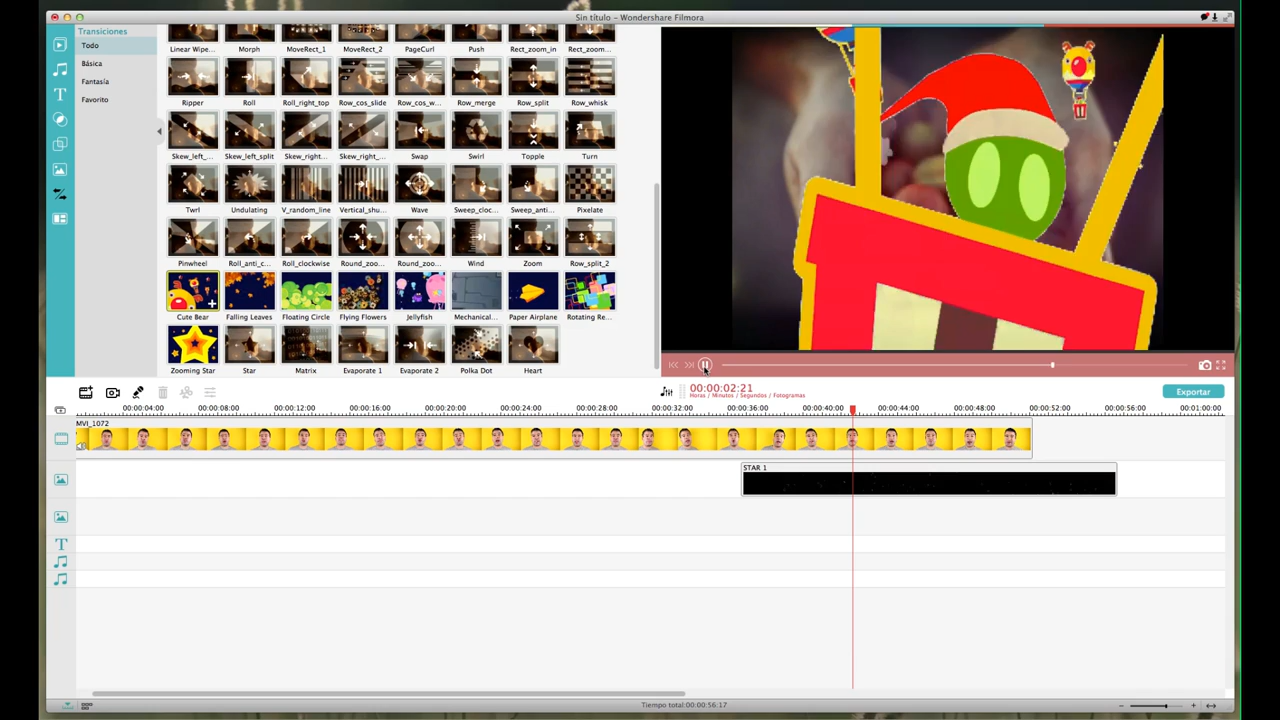 Sin título - Wondershare Filmora
Transiciones
Todo
Básica
Fantasía
Favorito
Linear Wipe... Morph MoveRect_1 MoveRect_2 PageCurl Push Rect_zoom_in Rect_zoom...
Ripper Roll Roll_right_top Row_cos_slide Row_cos_w... Row_merge Row_split Row_whisk
Skew_left_... Skew_left_split Skew_right... Skew_right_... Swap Swirl Topple Turn
Twrl Undulating V_random_line Vertical_shu... Wave Sweep_cloc... Sweep_anti... Pixelate
Pinwheel Roll_anti_c... Roll_clockwise Round_zoo... Round_zoo... Wind Zoom Row_split_2
Cute Bear Falling Leaves Floating Circle Flying Flowers Jellyfish Mechanical... Paper Airplane Rotating Re...
Zooming Star Star Matrix Evaporate 1 Evaporate 2 Polka Dot Heart
00:00:02:21
Horas / Minutos / Segundos / Fotogramas
Exportar
00:00:04:00 00:00:08:00 00:00:12:00 00:00:16:00 00:00:20:00 00:00:24:00 00:00:28:00 00:00:32:00 00:00:36:00 00:00:40:00 00:00:44:00 00:00:48:00 00:00:52:00 00:00:56:00 00:01:00:00
MVI_1072
STAR 1
Tiempo total:00:00:56:17